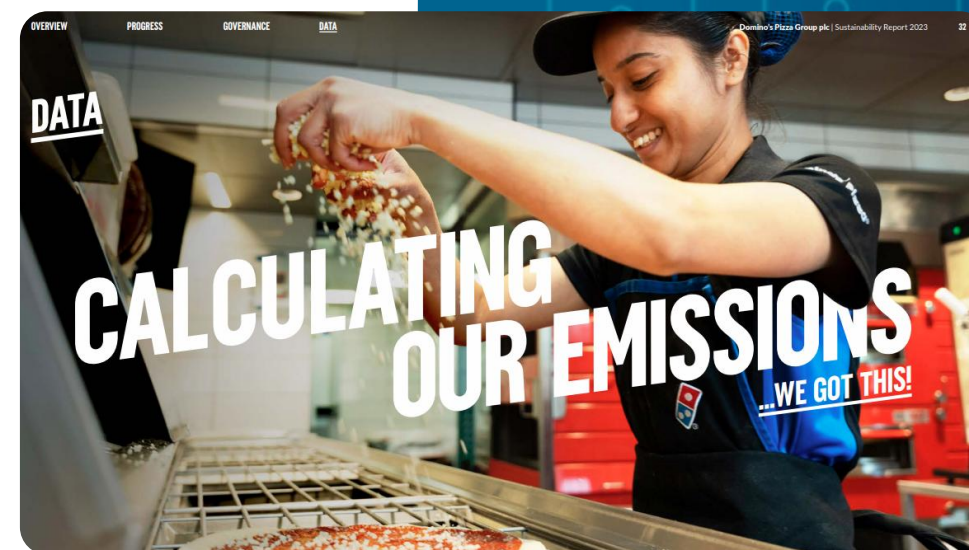 OVERVIEW PROGRESS GOVERNANCE DATA Domino's Pizza Group plc | Sustainability Report 2023 32
DATA
CALCULATING
OUR EMISSIONS
...WE GOT THIS!